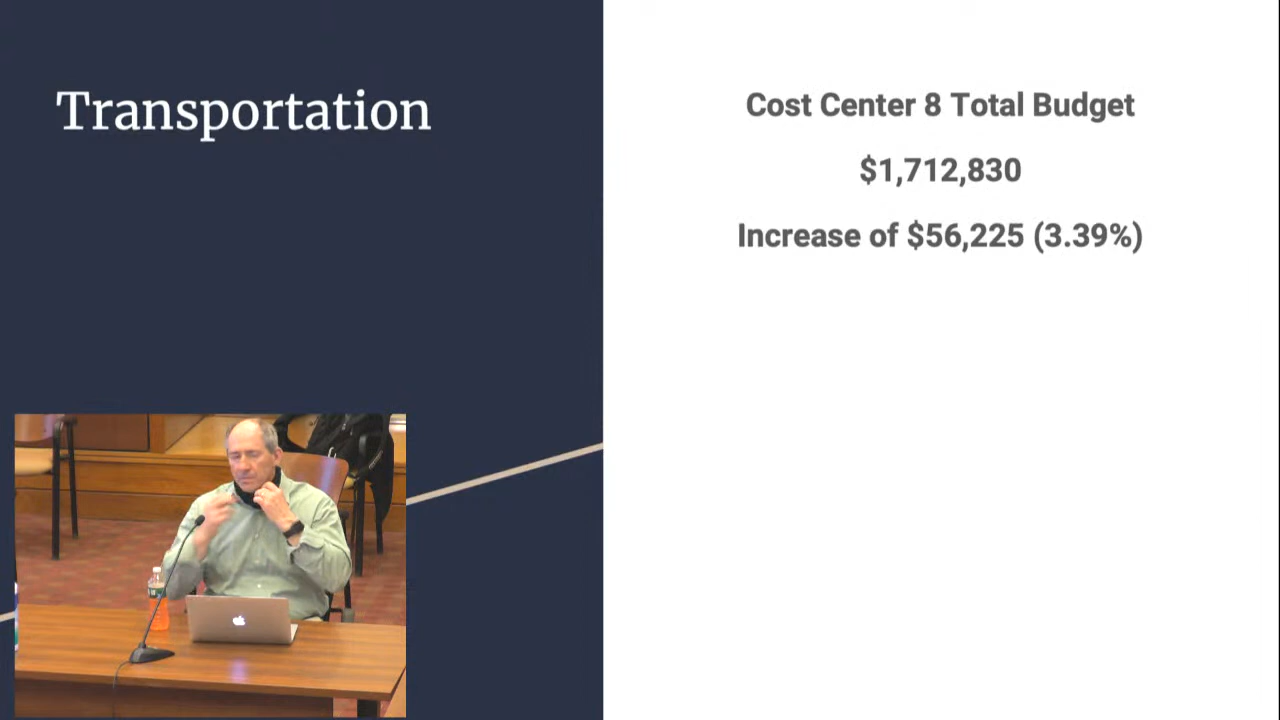 Transportation
Cost Center 8 Total Budget
$1,712,830
Increase of $56,225 (3.39%)